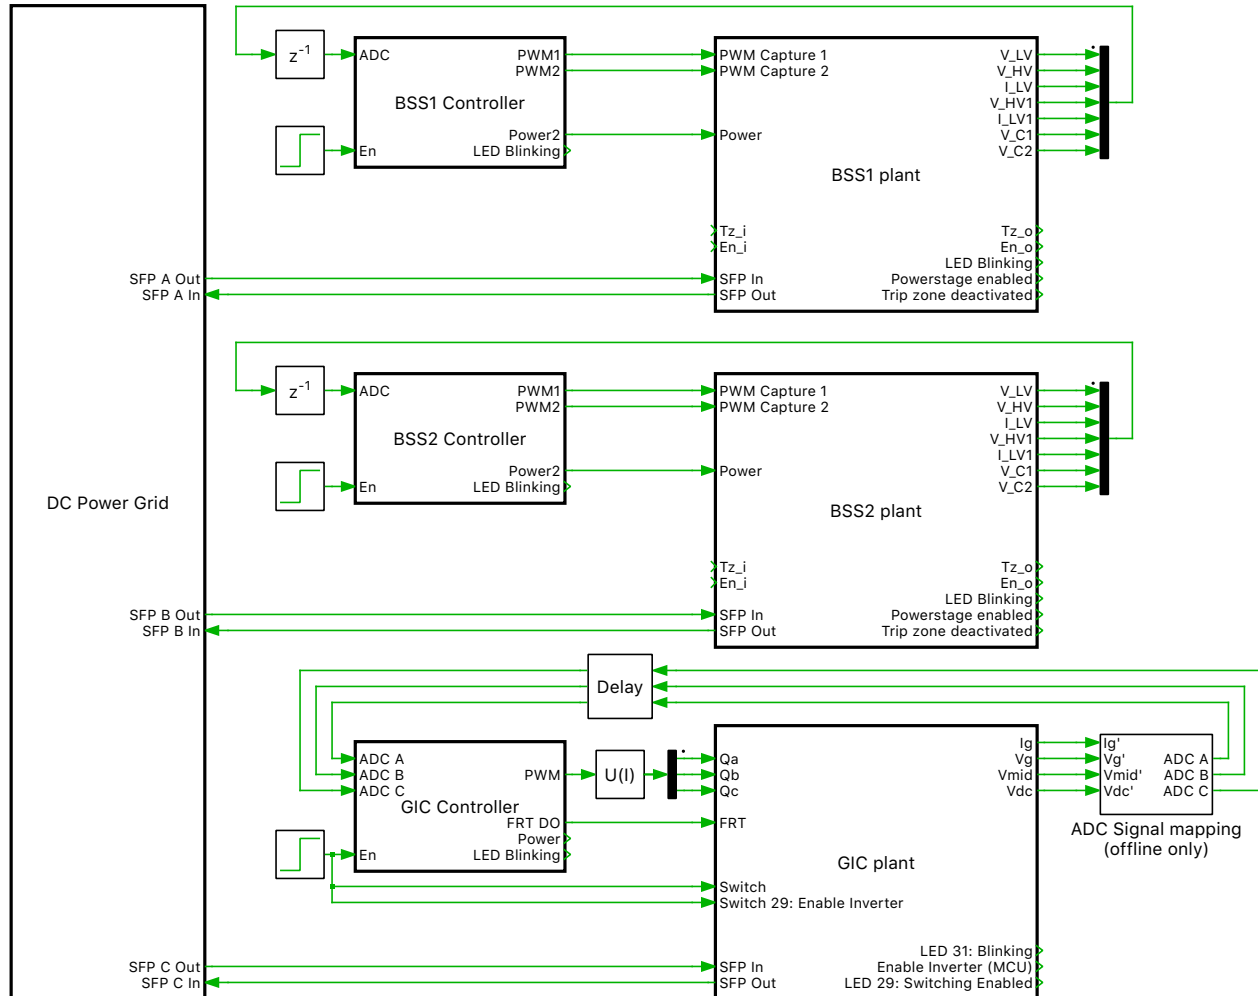 DC Power Grid
SFP A Out
SFP A In
SFP B Out
SFP B In
SFP C Out
SFP C In
z-1
ADC
En
BSS1 Controller
PWM1
PWM2
Power2
LED Blinking
PWM Capture 1
PWM Capture 2
Power
Tz_i
En_i
SFP In
SFP Out
BSS1 plant
V_LV
V_HV
I_LV
V_HV1
I_LV1
V_C1
V_C2
Tz_o
En_o
LED Blinking
Powerstage enabled
Trip zone deactivated
z-1
ADC
En
BSS2 Controller
PWM1
PWM2
Power2
LED Blinking
PWM Capture 1
PWM Capture 2
Power
Tz_i
En_i
SFP In
SFP Out
BSS2 plant
V_LV
V_HV
I_LV
V_HV1
I_LV1
V_C1
V_C2
Tz_o
En_o
LED Blinking
Powerstage enabled
Trip zone deactivated
Delay
ADC A
ADC B
ADC C
En
GIC Controller
PWM
FRT DO
Power
LED Blinking
U(I)
Qa
Qb
Qc
FRT
Switch
Switch 29: Enable Inverter
SFP In
SFP Out
GIC plant
Ig
Vg
Vmid
Vdc
LED 31: Blinking
Enable Inverter (MCU)
LED 29: Switching Enabled
Ig'
Vg'
Vmid'
Vdc'
ADC A
ADC B
ADC C
ADC Signal mapping
(offline only)